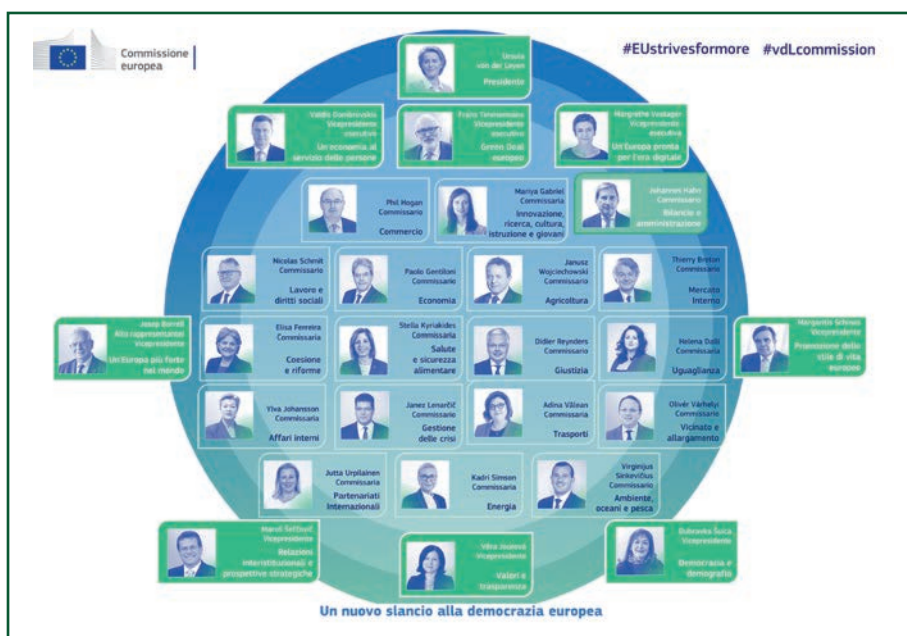 Commissione
europea
#EUstrivesformore #vdLcommission
Ursula
von der Leyen
Presidente
Valdis Dombrovskis
Vicepresidente
esecutivo
Un'economia al
servizio delle persone
Frans Timmermans
Vicepresidente
esecutivo
Green Deal
europeo
Margrethe Vestager
Vicepresidente
esecutiva
Un'Europa pronta
per l'era digitale
Phil Hogan
Commissario
Commercio
Mariya Gabriel
Commissaria
Innovazione,
ricerca, cultura,
istruzione e giovani
Johannes Hahn
Commissario
Bilancio e
amministrazione
Nicolas Schmit
Commissario
Lavoro e
diritti sociali
Paolo Gentiloni
Commissario
Economia
Janusz
Wojciechowski
Commissario
Agricoltura
Thierry Breton
Commissario
Mercato
Interno
Josep Borrell
Alto rappresentante/
Vicepresidente
Un'Europa più forte
nel mondo
Elisa Ferreira
Commissaria
Coesione
e riforme
Stella Kyriakides
Commissaria
Salute
e sicurezza
alimentare
Didier Reynders
Commissario
Giustizia
Helena Dalli
Commissaria
Uguaglianza
Margaritis Schinas
Vicepresidente
Promozione dello
stile di vita
europeo
Ylva Johansson
Commissaria
Affari interni
Janez Lenarčič
Commissario
Gestione
delle crisi
Adina Vălean
Commissaria
Trasporti
Olivér Várhelyi
Commissario
Vicinato e
allargamento
Jutta Urpilainen
Commissaria
Partenariati
Internazionali
Kadri Simson
Commissaria
Energia
Virginijus
Sinkevičius
Commissario
Ambiente,
oceani e pesca
Maroš Šefčovič
Vicepresidente
Relazioni
interistituzionali e
prospettive strategiche
Věra Jourová
Vicepresidente
Valori e
trasparenza
Dubravka Šuica
Vicepresidente
Democrazia e
demografia
Un nuovo slancio alla democrazia europea